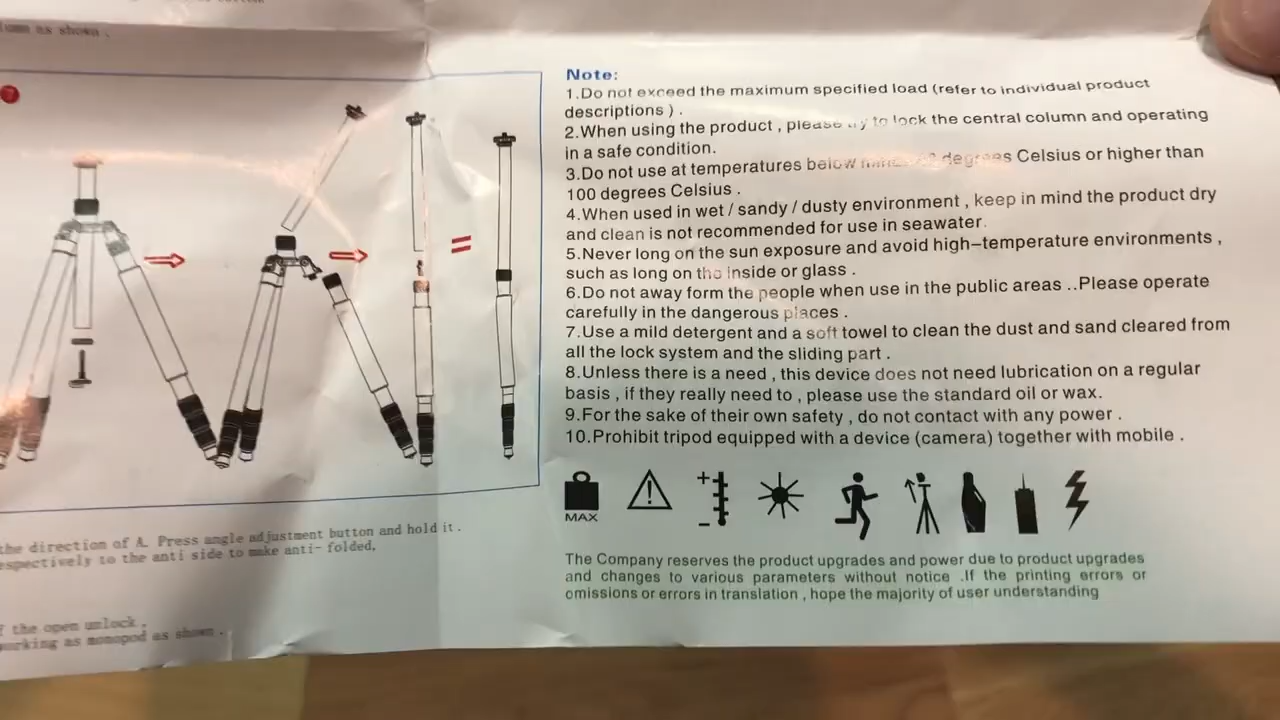 as shown .
Note:
1.Do not exceed the maximum specified load (refer to individual product
descriptions ) .
2.When using the product , please to lock the central column and operating
in a safe condition.
3.Do not use at temperatures below degrees Celsius or higher than
100 degrees Celsius .
4.When used in wet / sandy / dusty environment , keep in mind the product dry
and clean is not recommended for use in seawater.
5.Never long on the sun exposure and avoid high-temperature environments ,
such as long on the inside or glass .
6.Do not away form the people when use in the public areas ..Please operate
carefully in the dangerous places .
7.Use a mild detergent and a soft towel to clean the dust and sand cleared from
all the lock system and the sliding part .
8.Unless there is a need , this device does not need lubrication on a regular
basis , if they really need to , please use the standard oil or wax.
9.For the sake of their own safety , do not contact with any power .
10.Prohibit tripod equipped with a device (camera) together with mobile .
MAX
The Company reserves the product upgrades and power due to product upgrades
and changes to various parameters without notice .If the printing errors or
omissions or errors in translation , hope the majority of user understanding
the direction of A. Press angle adjustment button and hold it .
respectively to the anti side to make anti- folded,
the open unlock .
working as monopod as shown .